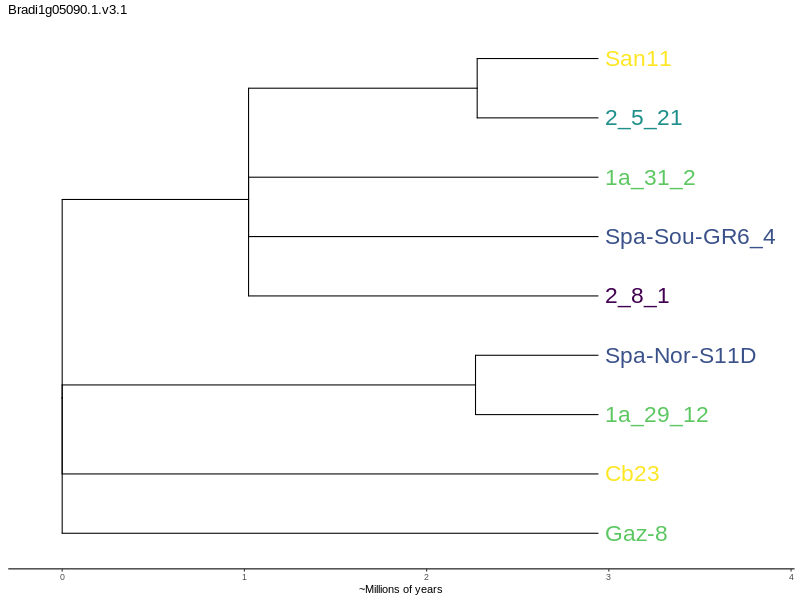 Bradi1g05090.1.v3.1
San11
2_5_21
1a_31_2
Spa-Sou-GR6_4
2_8_1
Spa-Nor-S11D
1a_29_12
Cb23
Gaz-8
0 1 2 3 4
~Millions of years